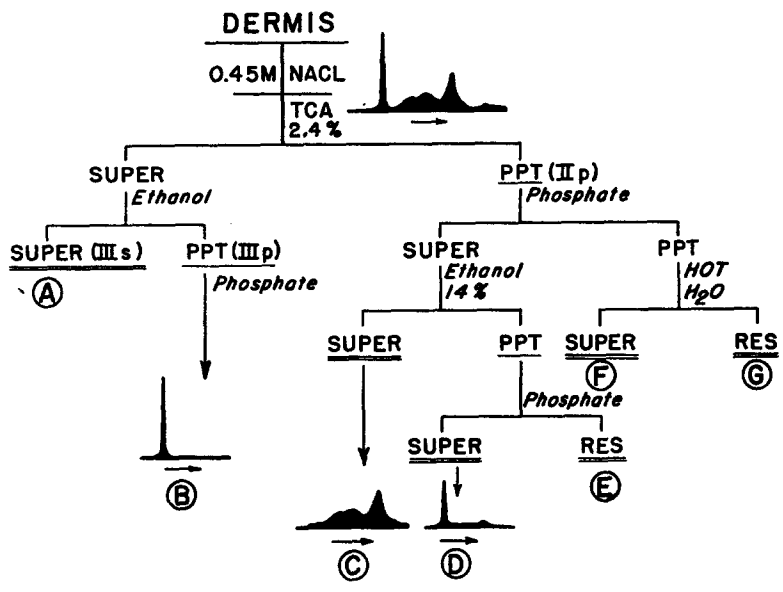 DERMIS
0.45M NACL
TCA
2.4%
SUPER
Ethanol
PPT (IIp)
Phosphate
SUPER (IIIs)
PPT (IIIp)
Phosphate
SUPER
Ethanol
14%
PPT
HOT
H2O
A
SUPER
PPT
SUPER
RES
F
G
Phosphate
SUPER
RES
B
E
C
D